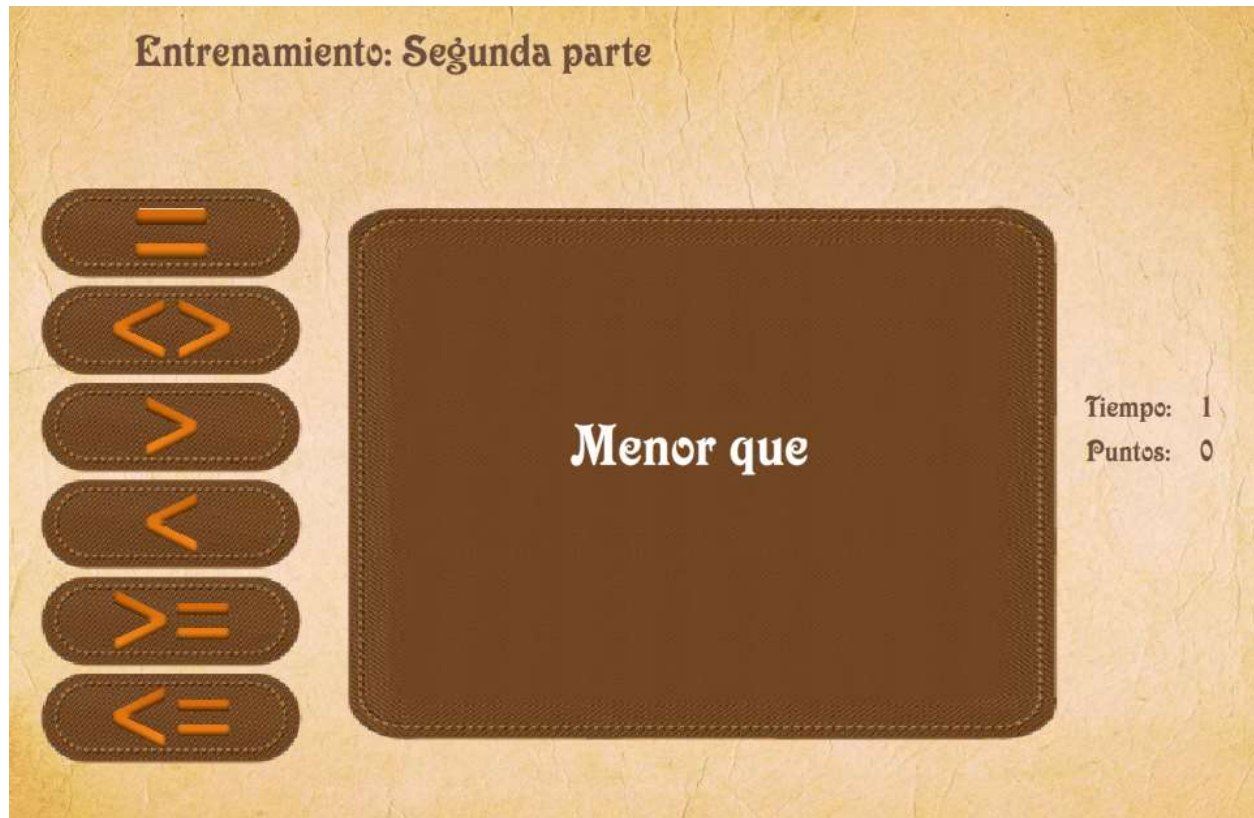 Entrenamiento: Segunda parte
=
<>
>
<
>=
<=
Menor que
Tiempo: 1
Puntos: 0